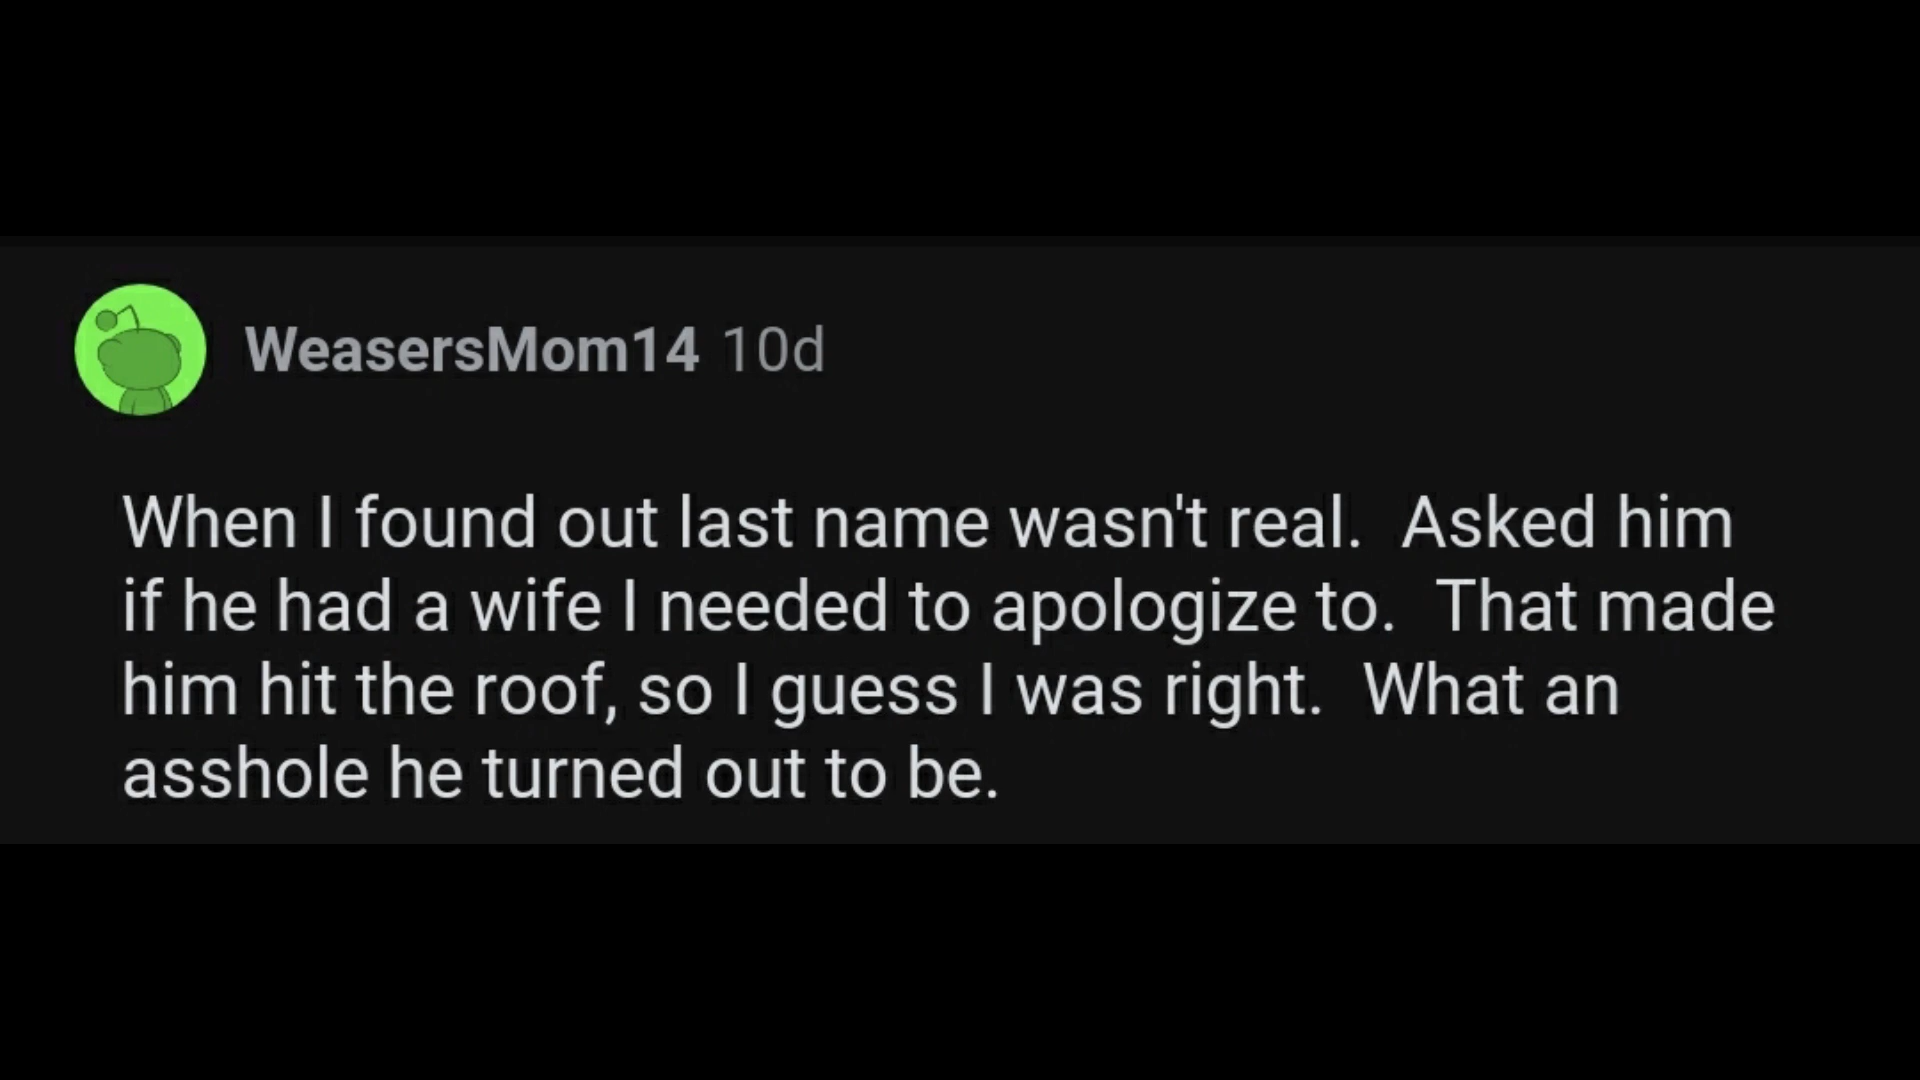 WeasersMom14 10d
When I found out last name wasn't real.  Asked him
if he had a wife I needed to apologize to.  That made
him hit the roof, so I guess I was right.  What an
asshole he turned out to be.